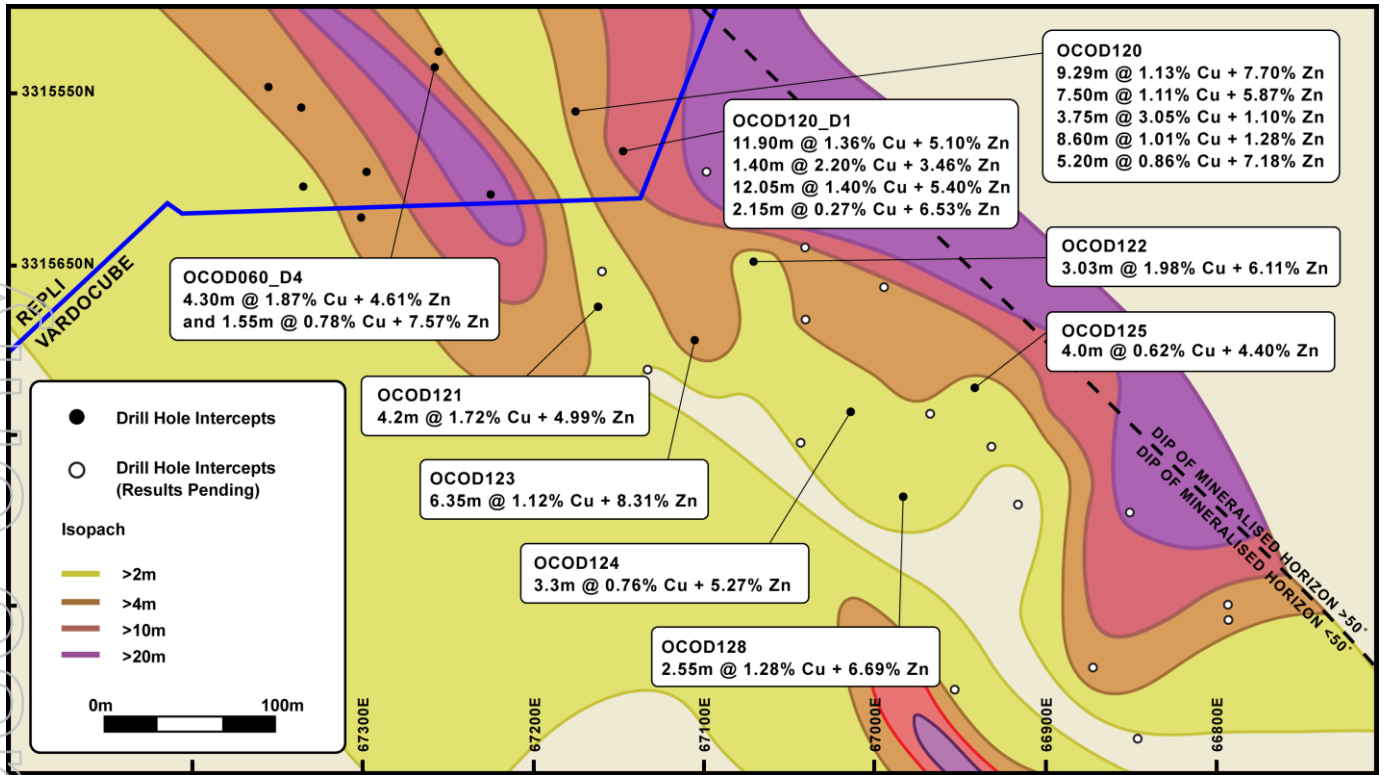 OCOD120
9.29m @ 1.13% Cu + 7.70% Zn
7.50m @ 1.11% Cu + 5.87% Zn
3.75m @ 3.05% Cu + 1.10% Zn
8.60m @ 1.01% Cu + 1.28% Zn
5.20m @ 0.86% Cu + 7.18% Zn
3315550N
OCOD120_D1
11.90m @ 1.36% Cu + 5.10% Zn
1.40m @ 2.20% Cu + 3.46% Zn
12.05m @ 1.40% Cu + 5.40% Zn
2.15m @ 0.27% Cu + 6.53% Zn
OCOD122
3.03m @ 1.98% Cu + 6.11% Zn
3315650N
REPLI
VARDOCUBE
OCOD060_D4
4.30m @ 1.87% Cu + 4.61% Zn
and 1.55m @ 0.78% Cu + 7.57% Zn
OCOD125
4.0m @ 0.62% Cu + 4.40% Zn
OCOD121
4.2m @ 1.72% Cu + 4.99% Zn
OCOD123
6.35m @ 1.12% Cu + 8.31% Zn
OCOD124
3.3m @ 0.76% Cu + 5.27% Zn
OCOD128
2.55m @ 1.28% Cu + 6.69% Zn
DIP OF MINERALISED HORIZON >50°
DIP OF MINERALISED HORIZON <50°
Drill Hole Intercepts
Drill Hole Intercepts
(Results Pending)
Isopach
>2m
>4m
>10m
>20m
0m 100m
67300E
67200E
67100E
67000E
66900E
66800E